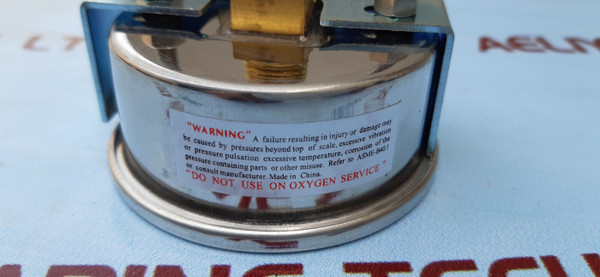 "WARNING" A failure resulting in injury or damage may
be caused by pressures beyond top of scale, excessive vibration
or pressure pulsation excessive temperature, corrosion of the
pressure containing parts or other misuse. Refer to ASME-B40.1
or consult manufacturer. Made in China.
"DO NOT USE ON OXYGEN SERVICE"
LT
AELM